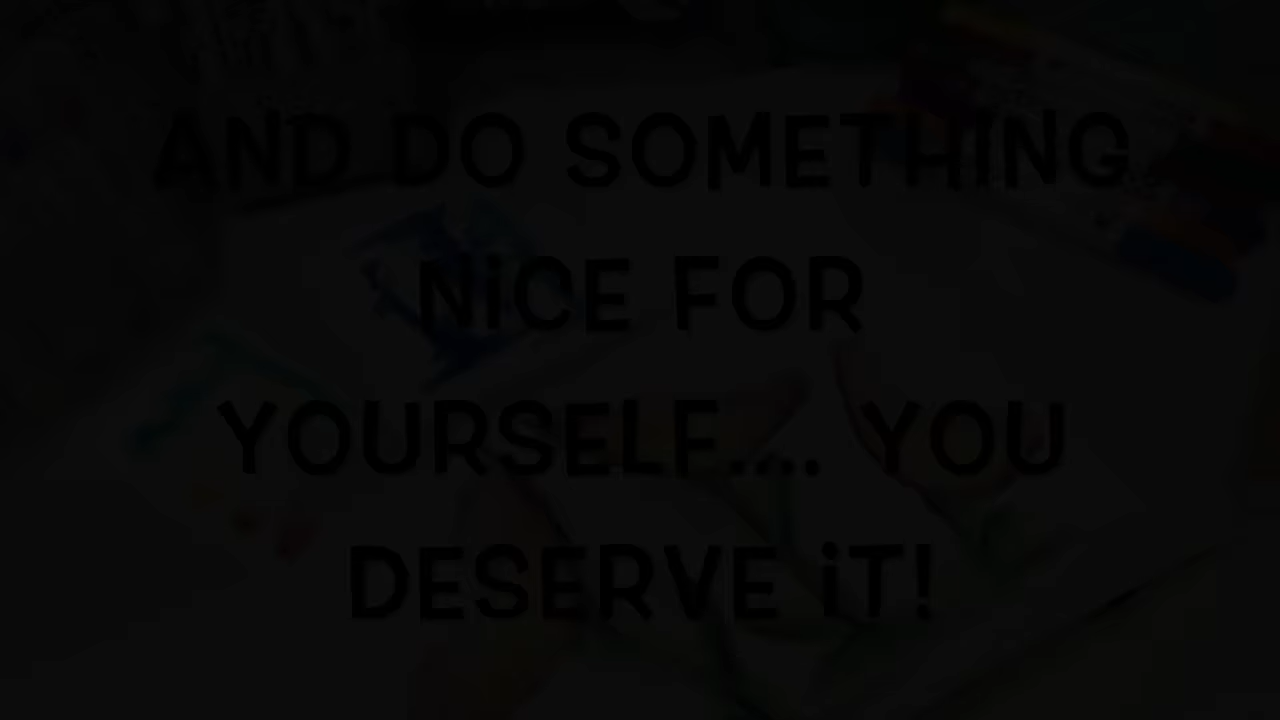 AND DO SOMETHING
NiCE FOR
YOURSELF.... YOU
DESERVE iT!